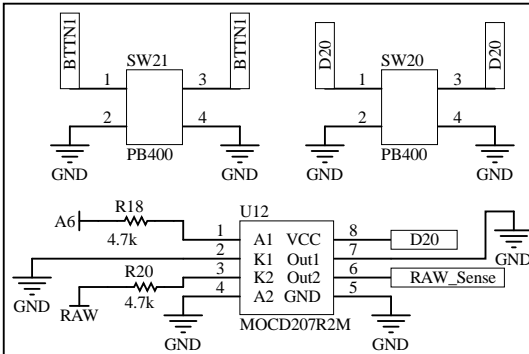 BTTN1
BTTN1
D20
D20
SW21
SW20
1 3
1 3
2 4
2 4
PB400
PB400
GND
GND
GND
GND
U12
R18
A6
4.7k
1 A1 VCC 8
D20
2 K1 Out1 7
GND
R20
3 K2 Out2 6
RAW_Sense
4 A2 GND 5
GND
RAW
4.7k
MOCD207R2M
GND
GND